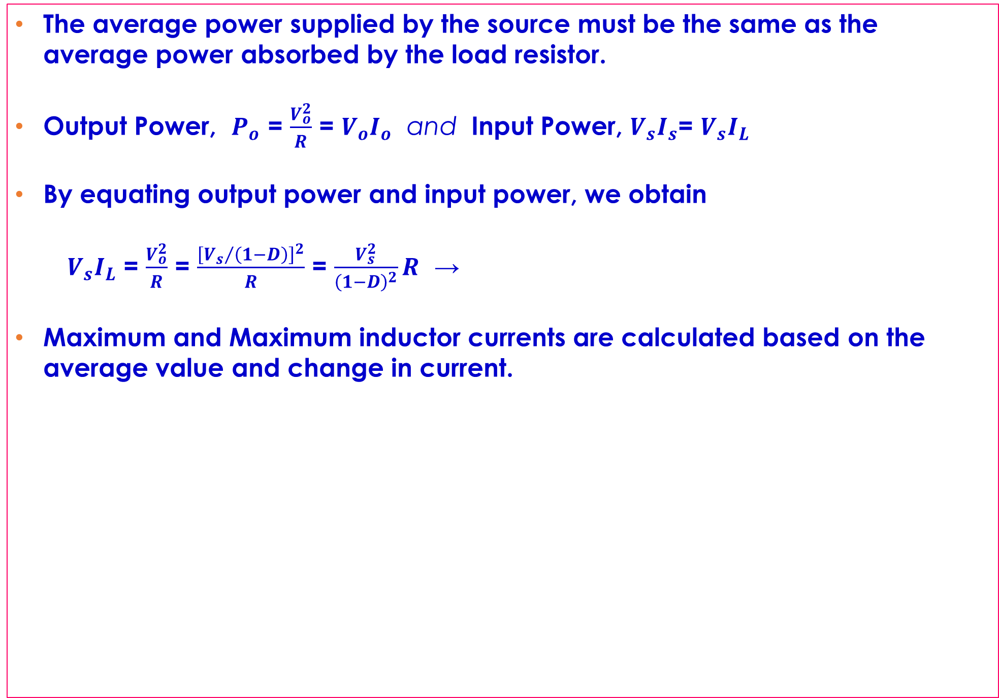 • The average power supplied by the source must be the same as the
average power absorbed by the load resistor.
• Output Power, $P_o = \frac{V_o^2}{R} = V_o I_o$ and Input Power, $V_s I_s = V_s I_L$
• By equating output power and input power, we obtain
$V_s I_L = \frac{V_o^2}{R} = \frac{[V_s/(1-D)]^2}{R} = \frac{V_s^2}{(1-D)^2} R \rightarrow$
• Maximum and Maximum inductor currents are calculated based on the
average value and change in current.